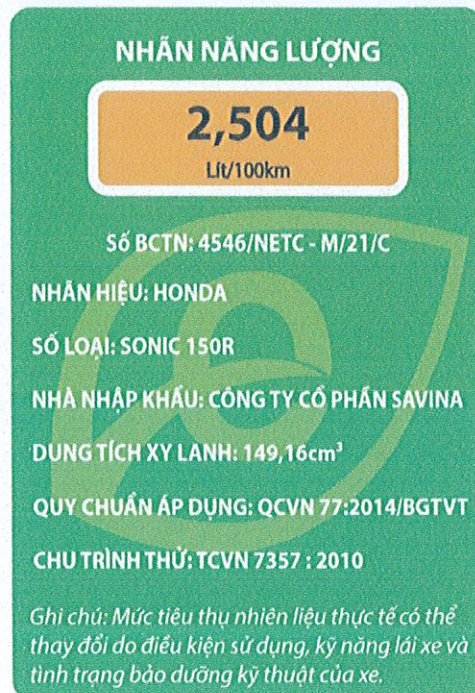 NHÃN NĂNG LƯỢNG
2,504
Lít/100km
Số BCTN: 4546/NETC - M/21/C
NHÃN HIỆU: HONDA
SỐ LOẠI: SONIC 150R
NHÀ NHẬP KHẨU: CÔNG TY CỔ PHẦN SAVINA
DUNG TÍCH XY LANH: 149,16cm³
QUY CHUẨN ÁP DỤNG: QCVN 77:2014/BGTVT
CHU TRÌNH THỬ: TCVN 7357 : 2010
Ghi chú: Mức tiêu thụ nhiên liệu thực tế có thể
thay đổi do điều kiện sử dụng, kỹ năng lái xe và
tình trạng bảo dưỡng kỹ thuật của xe.